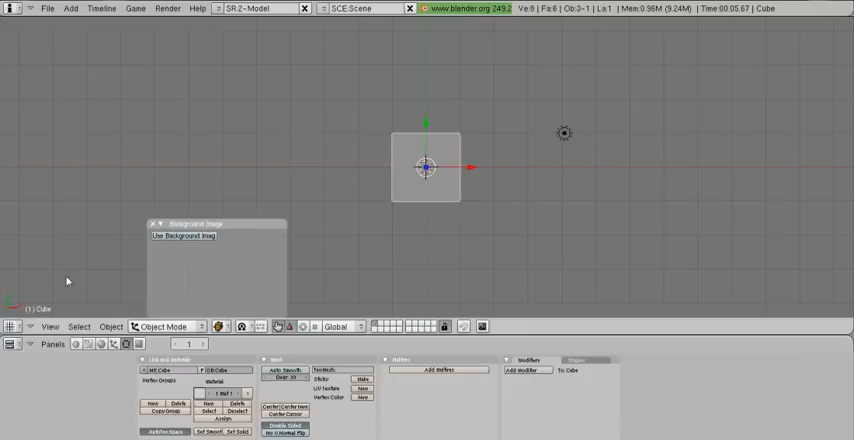 File Add Timeline Game Render Help SR:2-Model SCE:Scene www.blender.org 249.2 Ve:8 | Fa:6 | Ob:3-1 | La:1 | Mem:0.96M (9.24M) | Time:00:05.67 | Cube
Background Image
Use Background Imag
(1) Cube
View Select Object Object Mode Global
Panels 1
Link and Materials Mesh Multires Modifiers Shapes
ME:Cube F OB:Cube Auto Smooth TexMesh: Add Multires Add Modifier To: Cube
Vertex Groups Material Sticky Make
1 Mat 1 UV Texture New
New Delete New Delete Vertex Color New
Copy Group Select Deselect Center Center New
Assign Center Cursor
Double Sided
AutoTexSpace Set Smoot Set Solid No V.Normal Flip